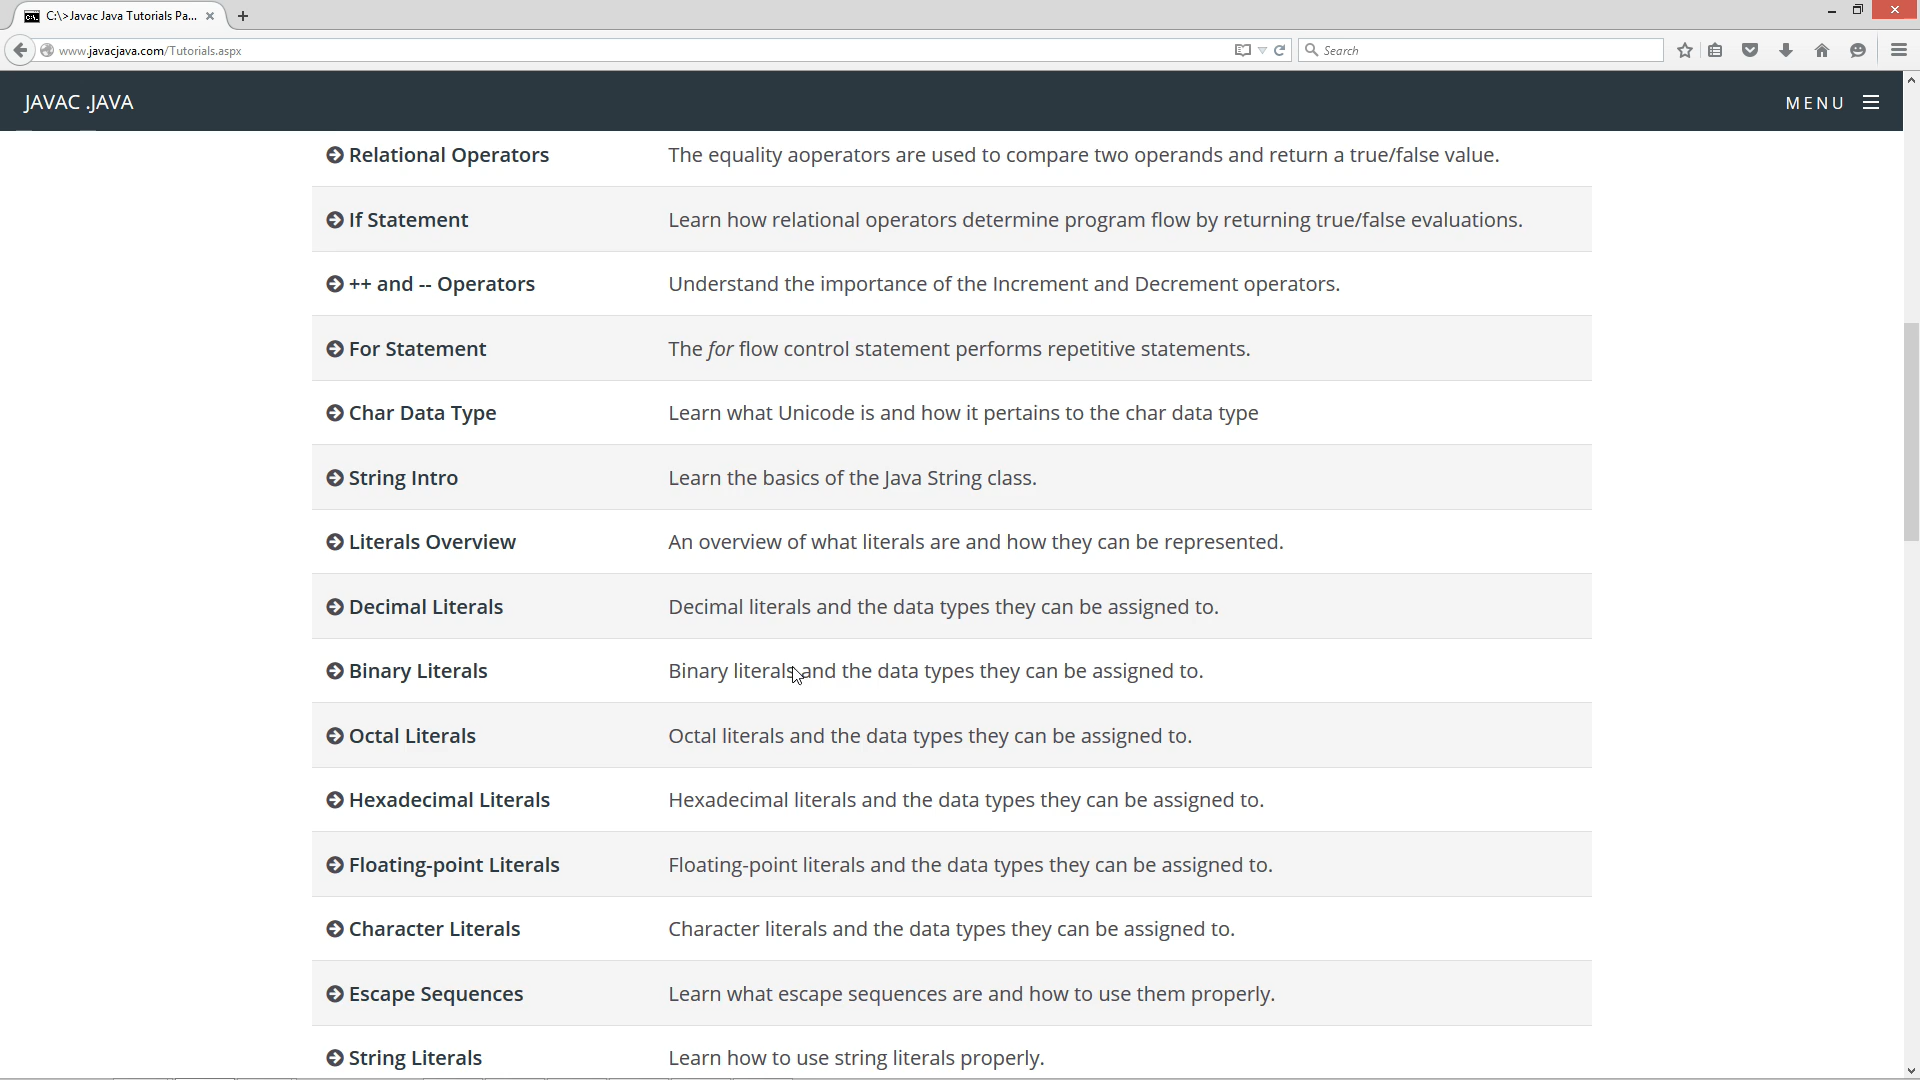 C:\>Javac Java Tutorials Pa...
www.javacjava.com/Tutorials.aspx
Search
JAVAC .JAVA
MENU
Relational Operators The equality aoperators are used to compare two operands and return a true/false value.
If Statement Learn how relational operators determine program flow by returning true/false evaluations.
++ and -- Operators Understand the importance of the Increment and Decrement operators.
For Statement The for flow control statement performs repetitive statements.
Char Data Type Learn what Unicode is and how it pertains to the char data type
String Intro Learn the basics of the Java String class.
Literals Overview An overview of what literals are and how they can be represented.
Decimal Literals Decimal literals and the data types they can be assigned to.
Binary Literals Binary literals and the data types they can be assigned to.
Octal Literals Octal literals and the data types they can be assigned to.
Hexadecimal Literals Hexadecimal literals and the data types they can be assigned to.
Floating-point Literals Floating-point literals and the data types they can be assigned to.
Character Literals Character literals and the data types they can be assigned to.
Escape Sequences Learn what escape sequences are and how to use them properly.
String Literals Learn how to use string literals properly.